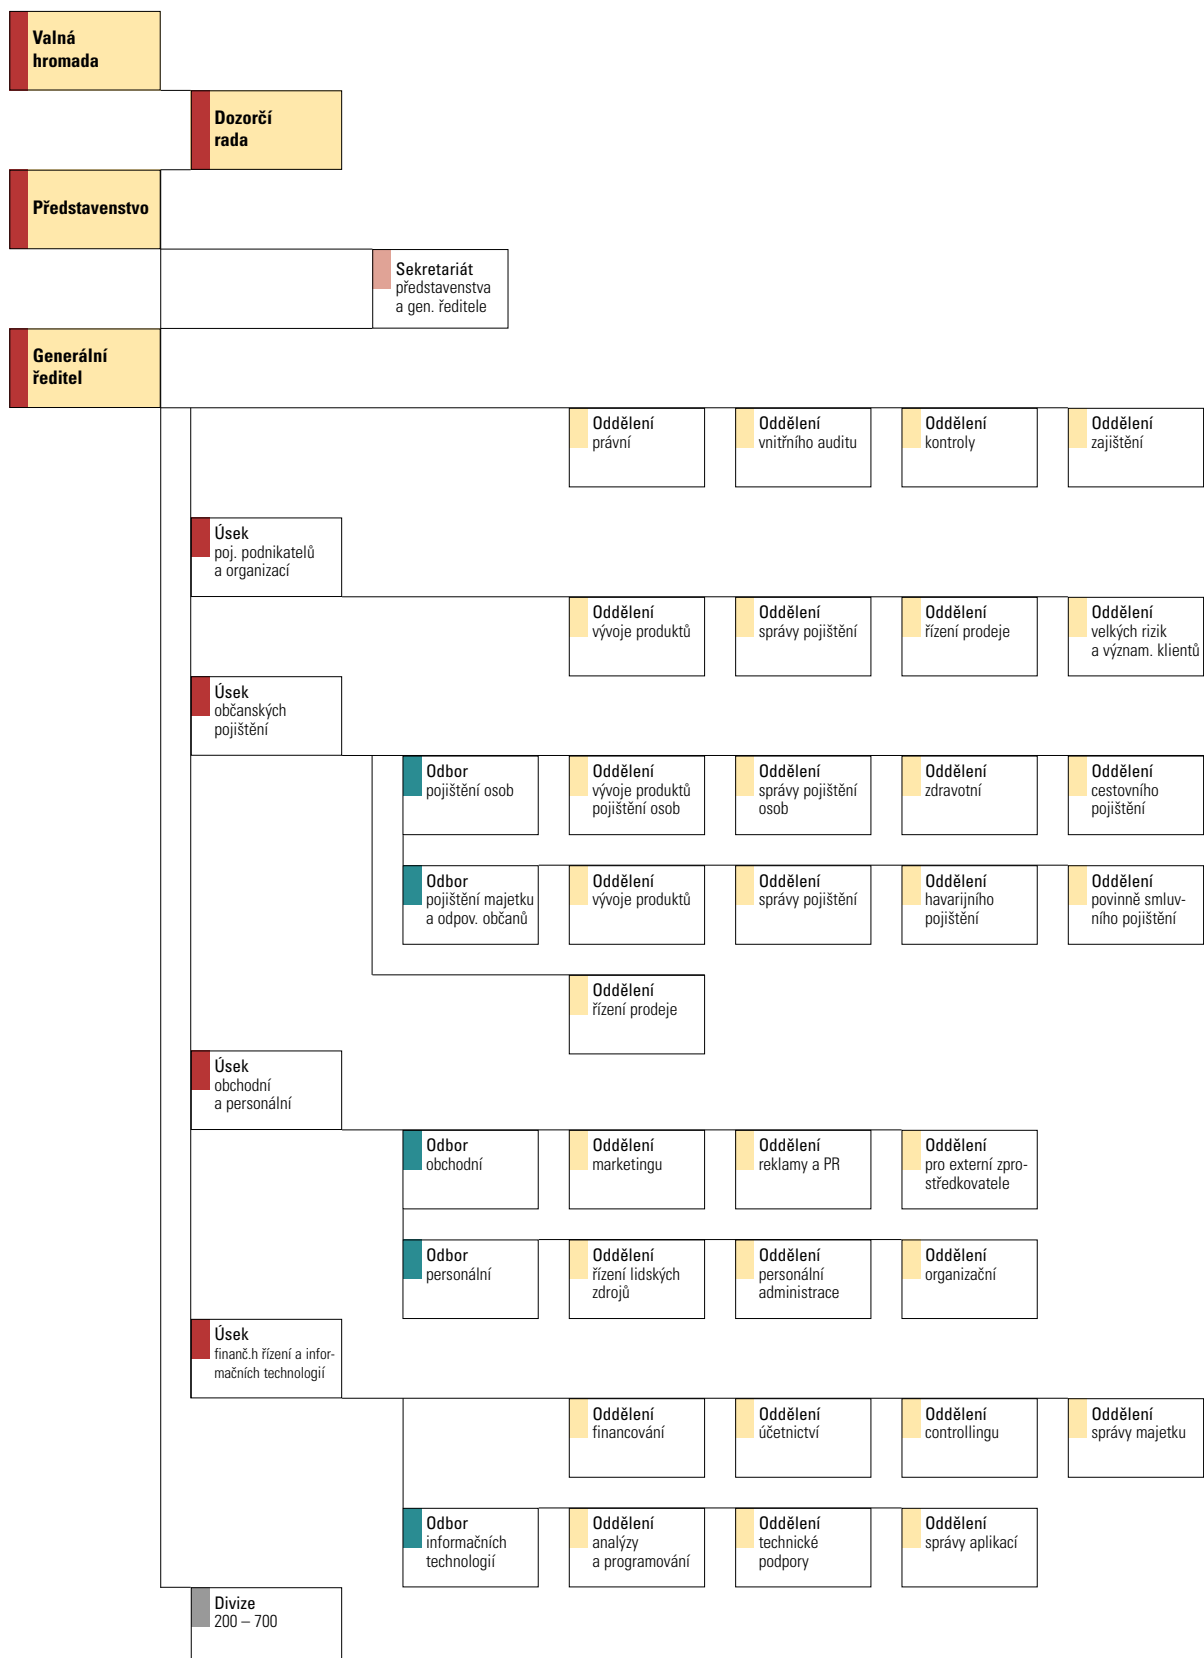 Valná
hromada
Dozorčí
rada
Představenstvo
Sekretariát
představenstva
a gen. ředitele
Generální
ředitel
Oddělení
právní
Oddělení
vnitřního auditu
Oddělení
kontroly
Oddělení
zajištění
Úsek
poj. podnikatelů
a organizací
Oddělení
vývoje produktů
Oddělení
správy pojištění
Oddělení
řízení prodeje
Oddělení
velkých rizik
a význam. klientů
Úsek
občanských
pojištění
Odbor
pojištění osob
Oddělení
vývoje produktů
pojištění osob
Oddělení
správy pojištění
osob
Oddělení
zdravotní
Oddělení
cestovního
pojištění
Odbor
pojištění majetku
a odpov. občanů
Oddělení
vývoje produktů
Oddělení
správy pojištění
Oddělení
havarijního
pojištění
Oddělení
povinně smluv-
ního pojištění
Oddělení
řízení prodeje
Úsek
obchodní
a personální
Odbor
obchodní
Oddělení
marketingu
Oddělení
reklamy a PR
Oddělení
pro externí zpro-
středkovatele
Odbor
personální
Oddělení
řízení lidských
zdrojů
Oddělení
personální
administrace
Oddělení
organizační
Úsek
finanč.h řízení a infor-
mačních technologií
Oddělení
financování
Oddělení
účetnictví
Oddělení
controllingu
Oddělení
správy majetku
Odbor
informačních
technologií
Oddělení
analýzy
a programování
Oddělení
technické
podpory
Oddělení
správy aplikací
Divize
200 – 700